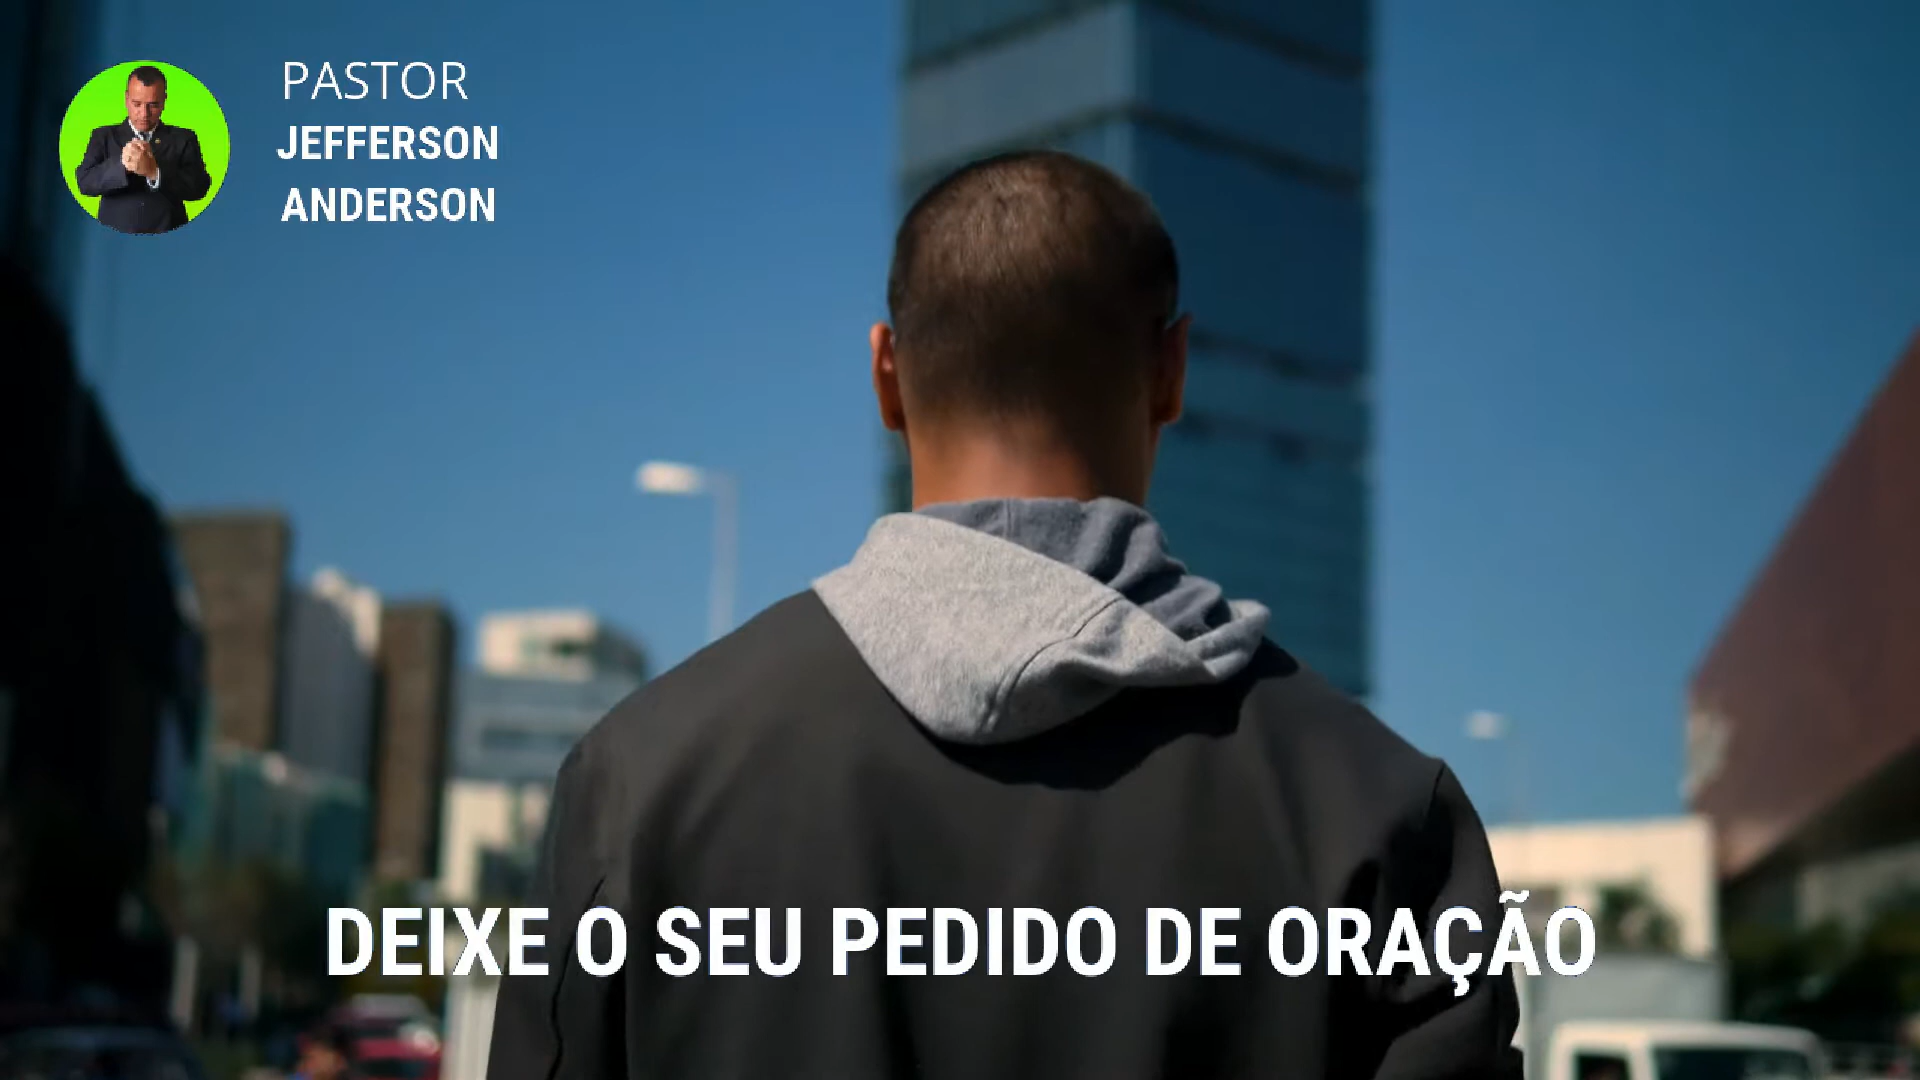 PASTOR
JEFFERSON
ANDERSON
DEIXE O SEU PEDIDO DE ORAÇÃO